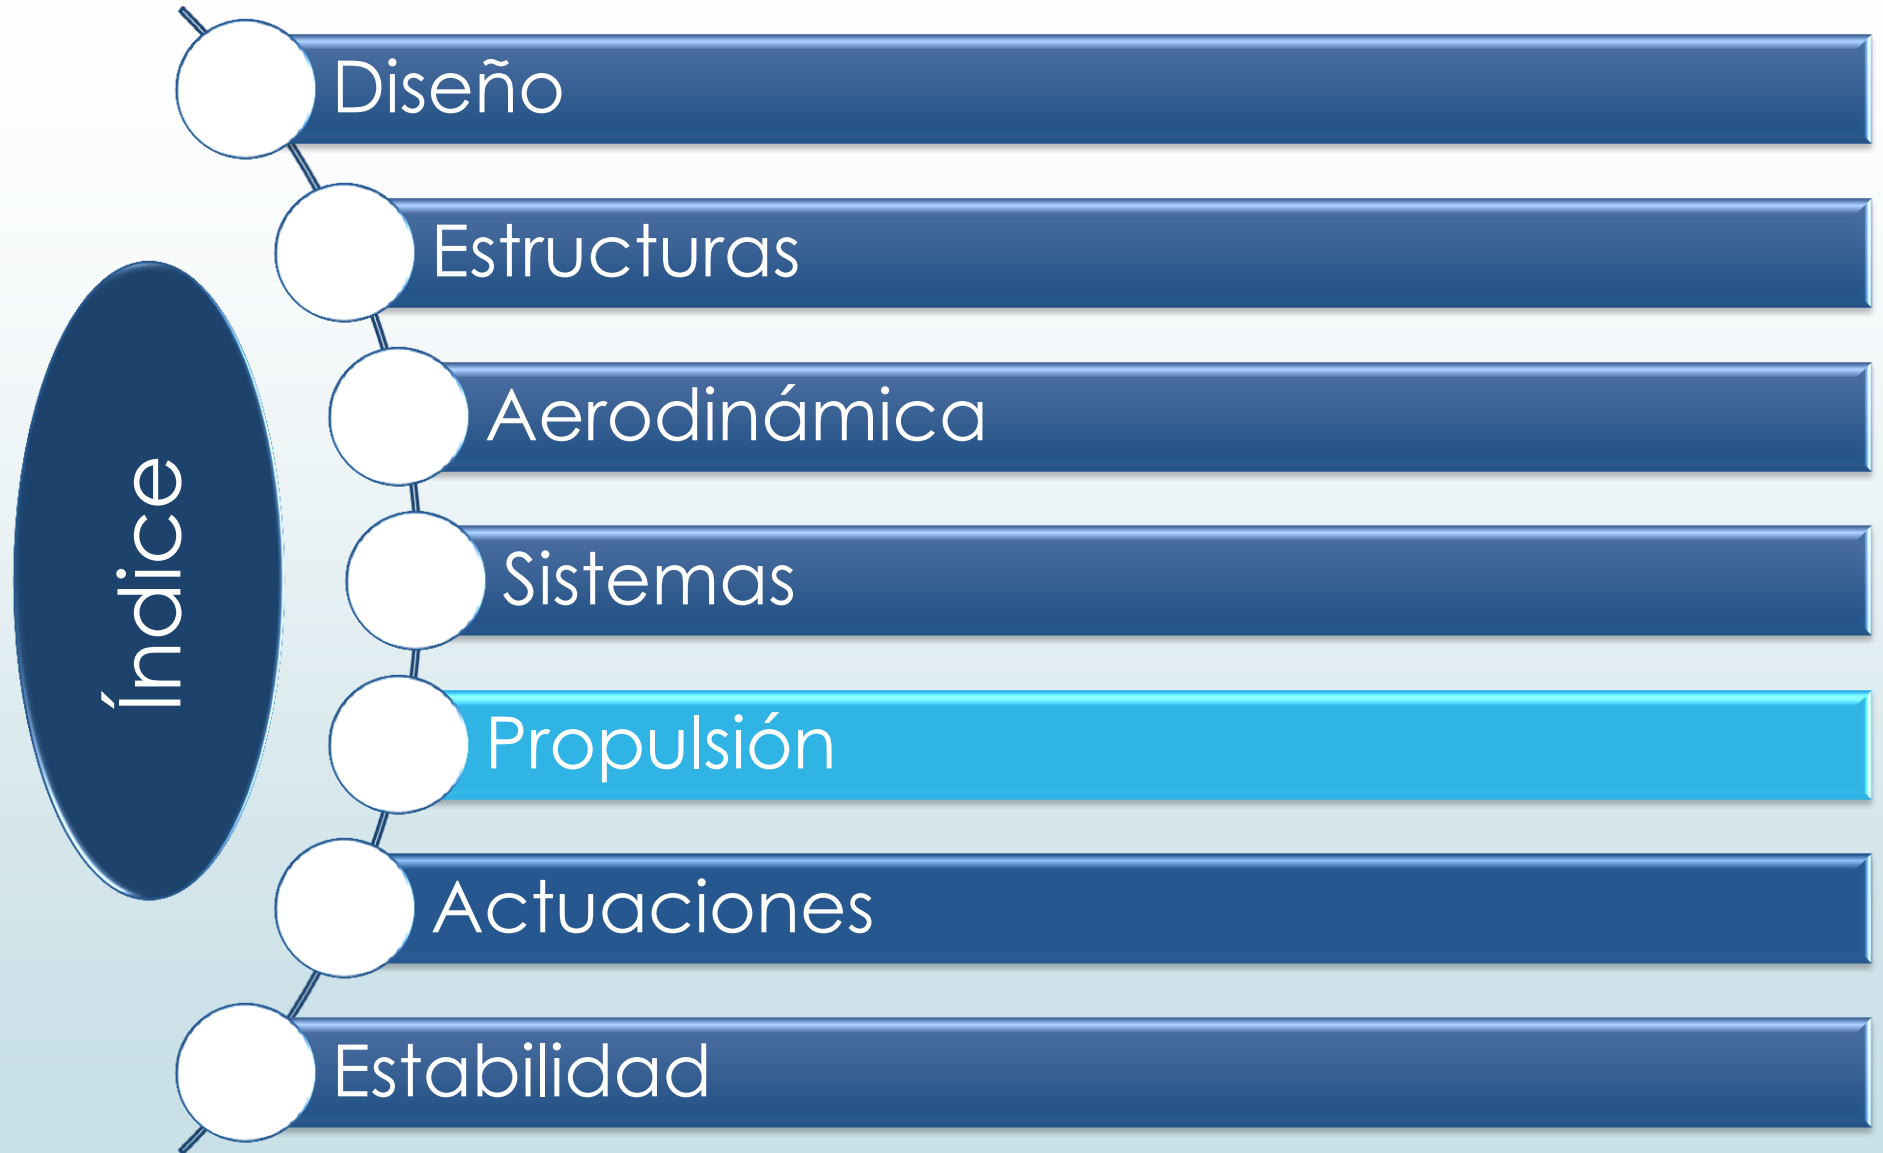 Índice
Diseño
Estructuras
Aerodinámica
Sistemas
Propulsión
Actuaciones
Estabilidad